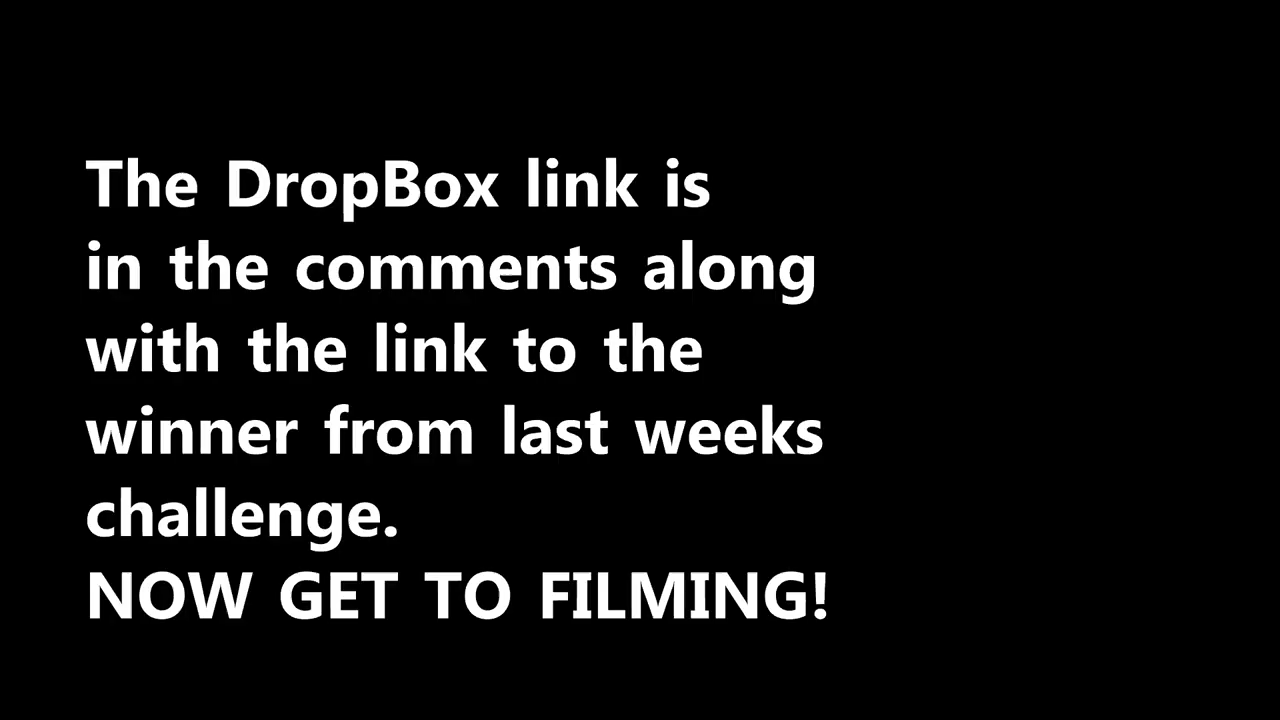 The DropBox link is
in the comments along
with the link to the
winner from last weeks
challenge.
NOW GET TO FILMING!